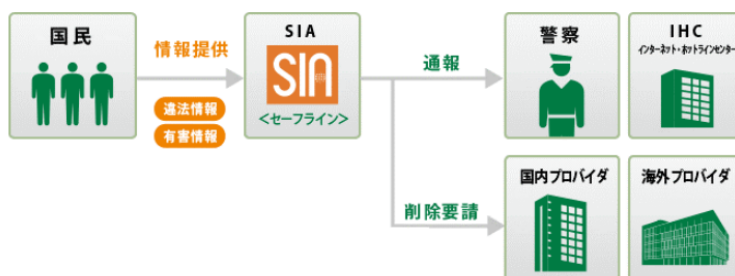 国民
情報提供
違法情報
有害情報
SIA
SIA
<セーフライン>
通報
削除要請
警察
IHC
インターネット・ホットラインセンター
国内プロバイダ
海外プロバイダ